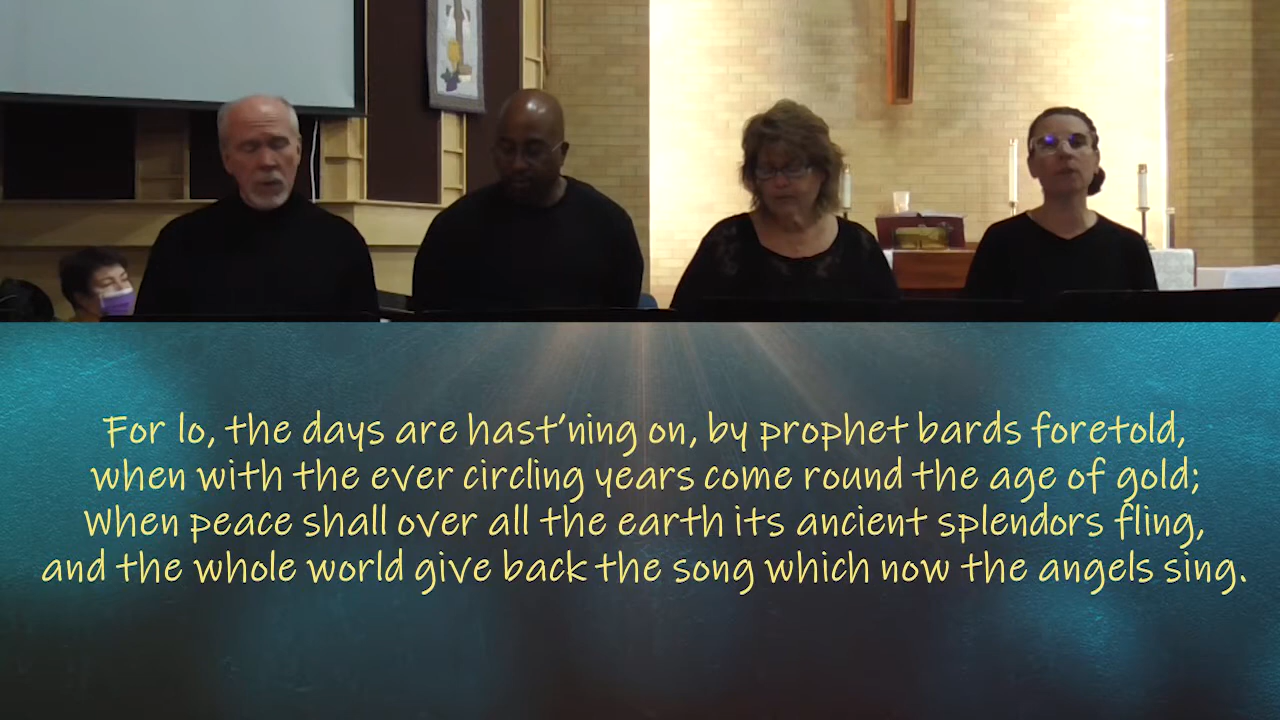 For lo, the days are hast'ning on, by prophet bards foretold,
when with the ever circling years come round the age of gold;
When peace shall over all the earth its ancient splendors fling,
and the whole world give back the song which now the angels sing.